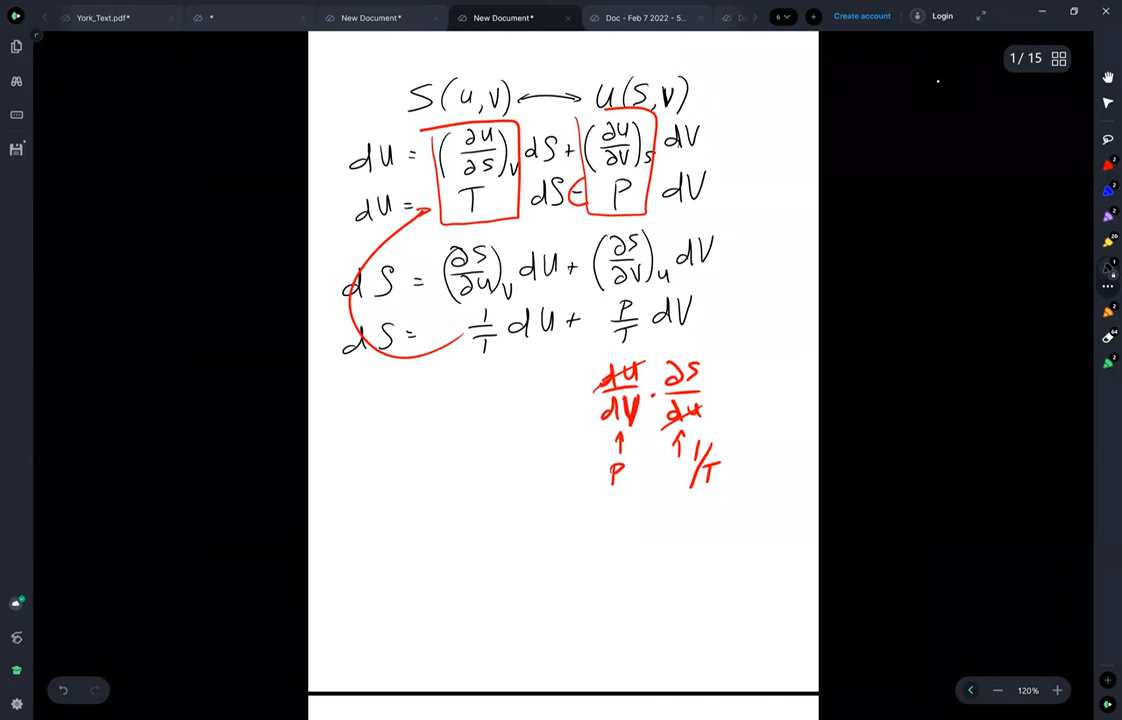 York_Text.pdf*
*
New Document*
New Document*
Doc - Feb 7 2022 - 5...
6
Create account
Login
1 / 15
S(u,V) ⟷ U(S,V)
dU = (∂U/∂S)_V dS + (∂U/∂V)_S dV
dU = T dS - P dV
dS = (∂S/∂U)_V dU + (∂S/∂V)_U dV
dS = 1/T dU + P/T dV
dU/dV · ∂S/du
↑ ↑
P 1/T
120%